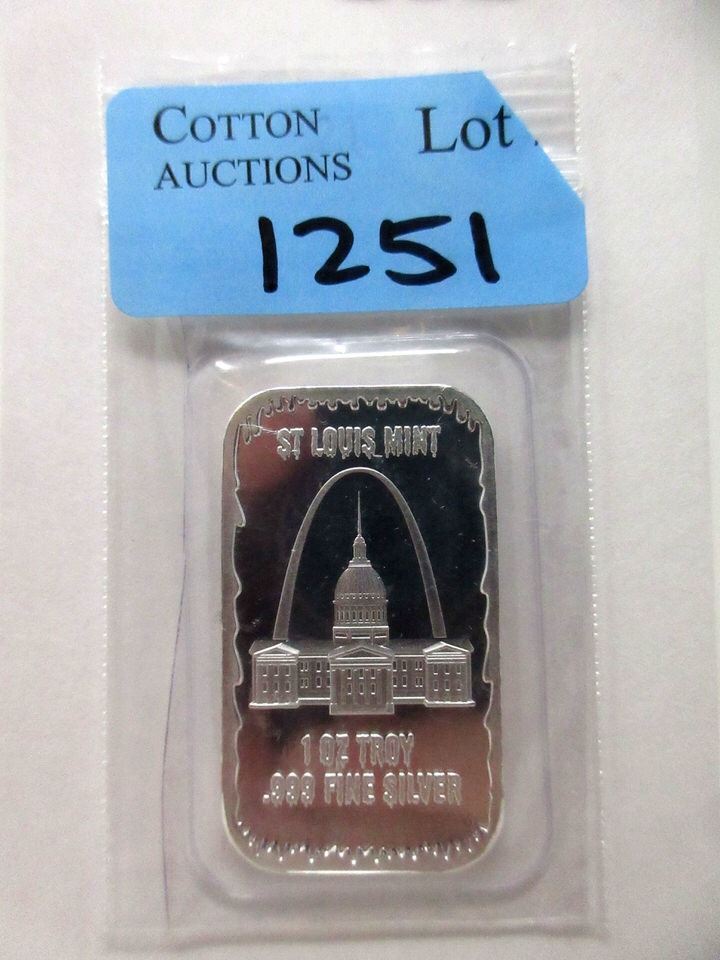 COTTON Lot
AUCTIONS
1251
ST LOUIS MINT
1 OZ TROY
.999 FINE SILVER